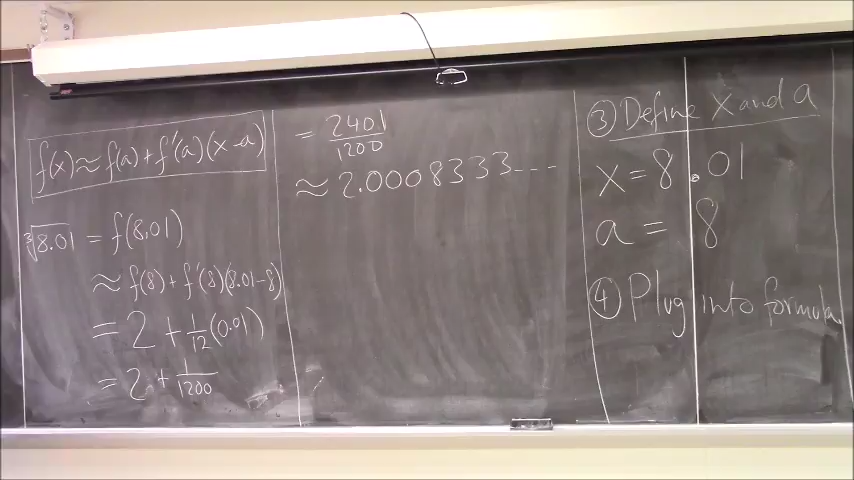 f(x) ≈ f(a) + f'(a)(x-a)
∛8.01 = f(8.01)
≈ f(8) + f'(8)(8.01-8)
= 2 + 1/12 (0.01)
= 2 + 1/1200
= 2401/1200
≈ 2.0008333---
③ Define x and a
x = 8.01
a = 8
④ Plug into formula.